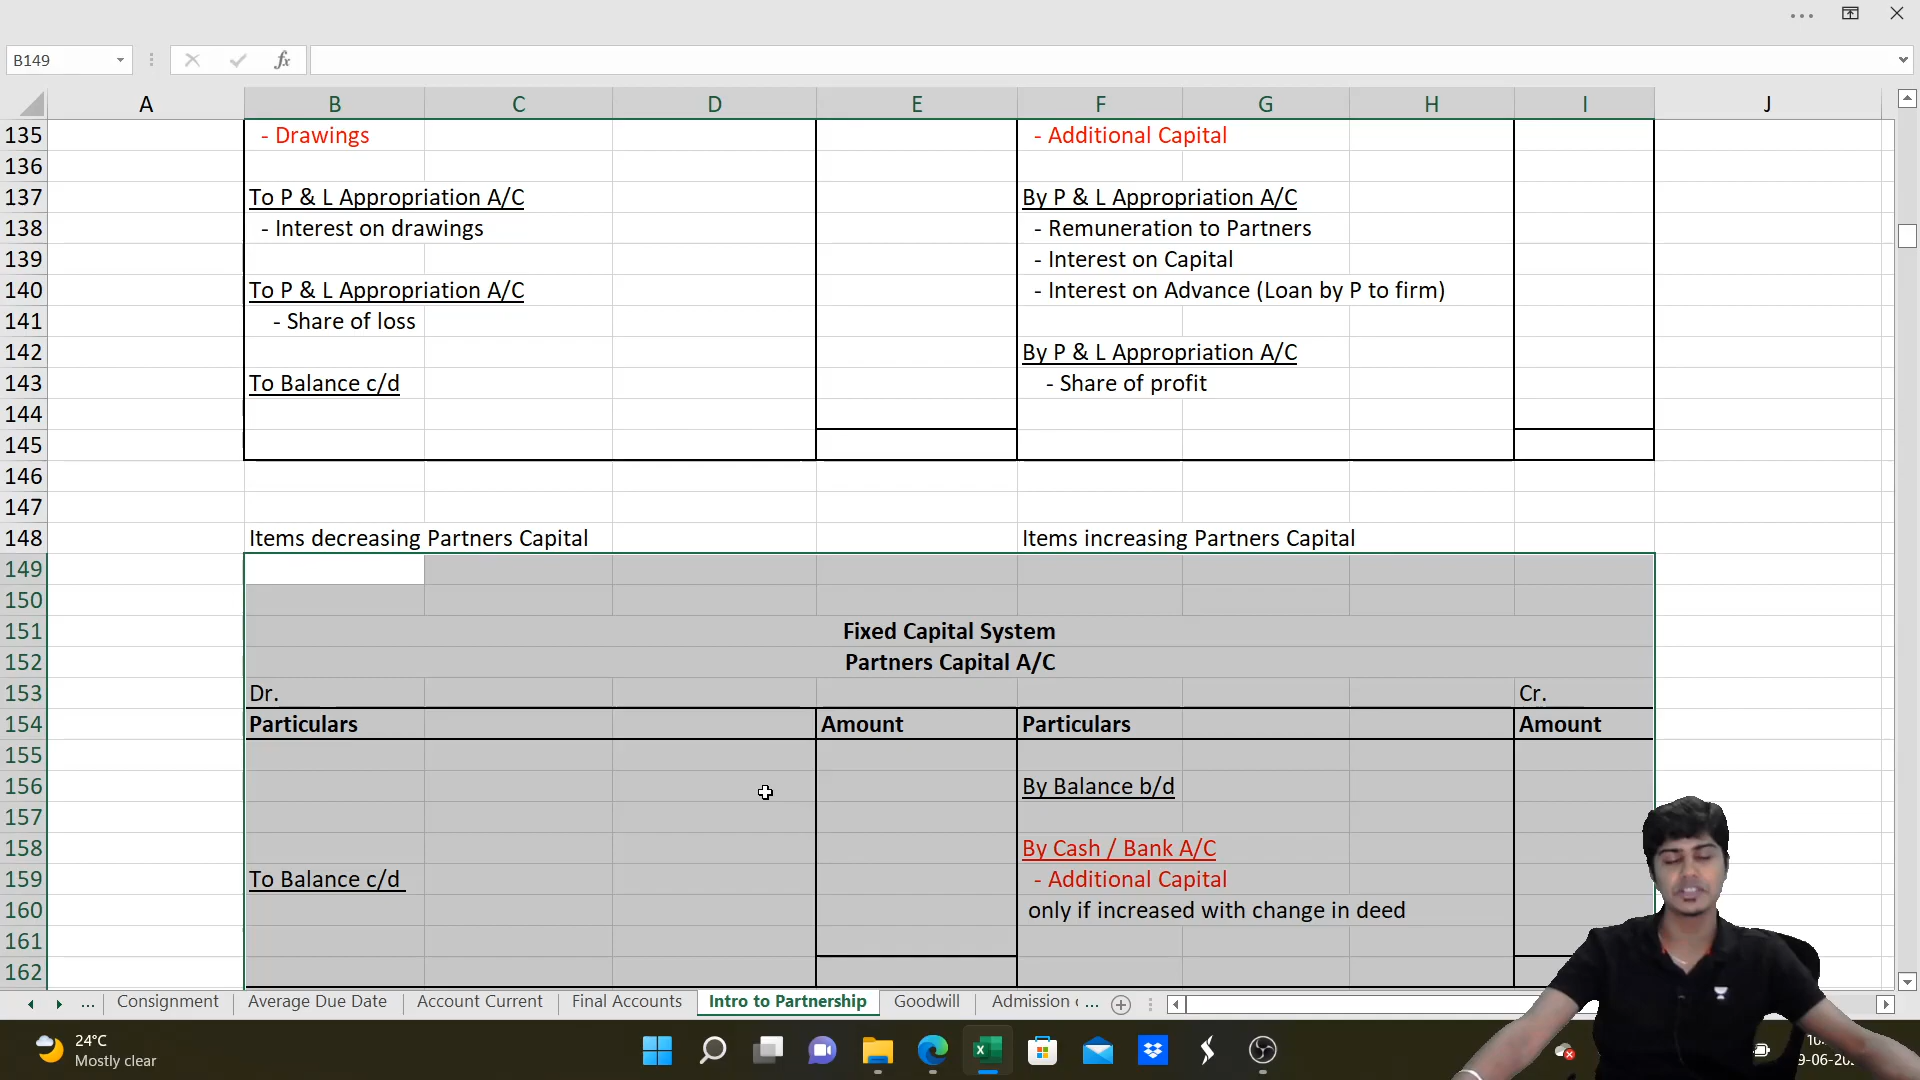 B149
fx
A B C D E F G H I J
135 - Drawings - Additional Capital
136
137 To P & L Appropriation A/C By P & L Appropriation A/C
138 - Interest on drawings - Remuneration to Partners
139 - Interest on Capital
140 To P & L Appropriation A/C - Interest on Advance (Loan by P to firm)
141 - Share of loss
142 By P & L Appropriation A/C
143 To Balance c/d - Share of profit
144
145
146
147
148 Items decreasing Partners Capital Items increasing Partners Capital
149
150
151 Fixed Capital System
152 Partners Capital A/C
153 Dr. Cr.
154 Particulars Amount Particulars Amount
155
156 By Balance b/d
157
158 By Cash / Bank A/C
159 To Balance c/d - Additional Capital
160 only if increased with change in deed
161
162
... Consignment Average Due Date Account Current Final Accounts Intro to Partnership Goodwill Admission ...
24°C
Mostly clear